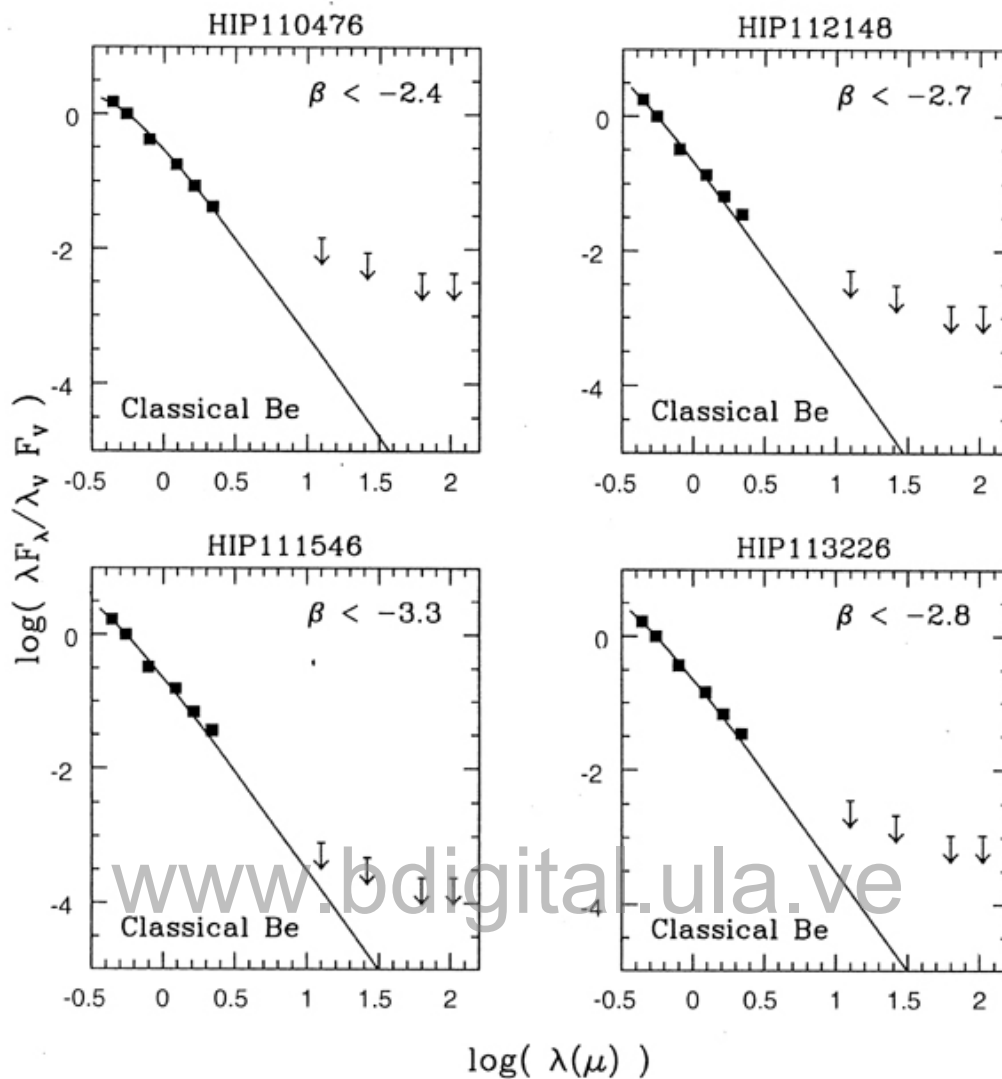 HIP110476
β < -2.4
0
-2
-4
Classical Be
-0.5 0 0.5 1 1.5 2
HIP112148
β < -2.7
0
-2
-4
Classical Be
-0.5 0 0.5 1 1.5 2
HIP111546
β < -3.3
0
-2
-4
Classical Be
-0.5 0 0.5 1 1.5 2
HIP113226
β < -2.8
0
-2
-4
Classical Be
-0.5 0 0.5 1 1.5 2
log( λF_λ/λ_V F_V )
log( λ(μ) )
www.bdigital.ula.ve